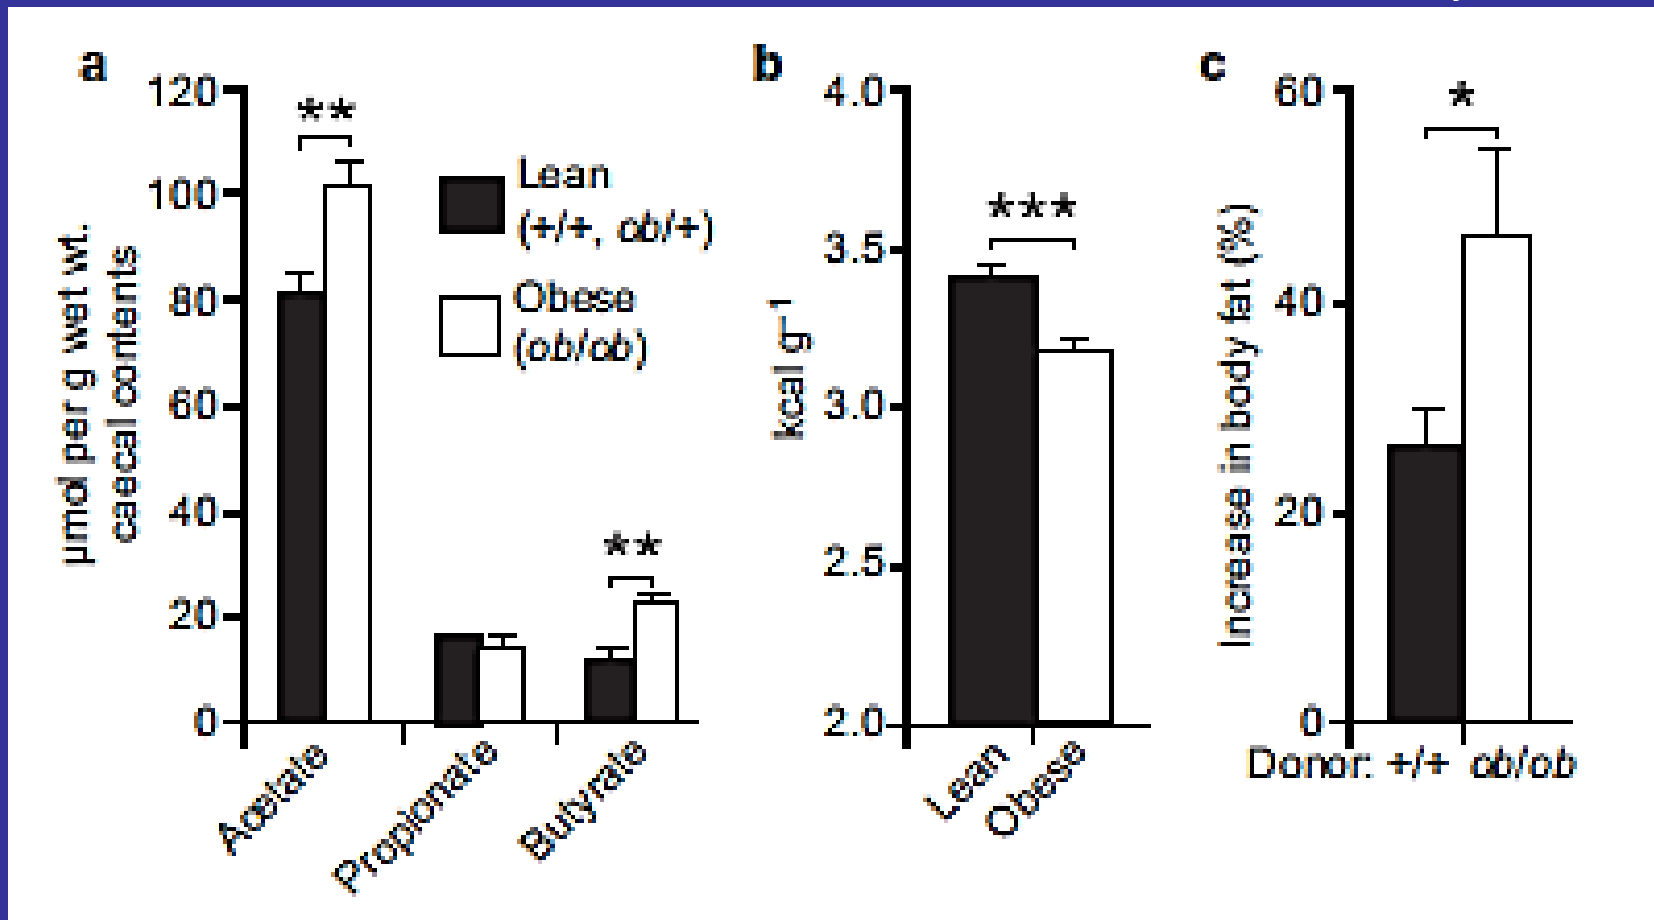 a
120
100
80
60
40
20
0
µmol per g wet wt.
caecal contents
**
**
Lean
(+/+, ob/+)
Obese
(ob/ob)
Acetate
Propionate
Butyrate
b
4.0
3.5
3.0
2.5
2.0
kcal g⁻¹
***
Lean
Obese
c
60
40
20
0
Increase in body fat (%)
*
Donor: +/+ ob/ob